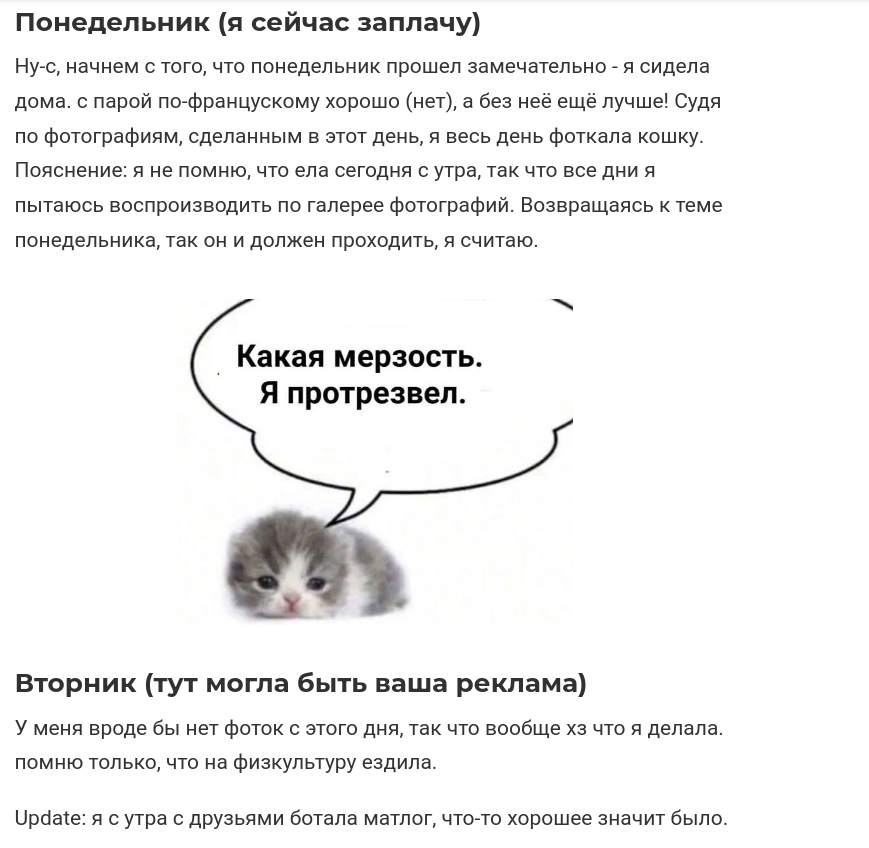 Понедельник (я сейчас заплачу)
Ну-с, начнем с того, что понедельник прошел замечательно - я сидела
дома. с парой по-француски хорошо (нет), а без неё ещё лучше! Судя
по фотографиям, сделанным в этот день, я весь день фоткала кошку.
Пояснение: я не помню, что ела сегодня с утра, так что все дни я
пытаюсь воспроизводить по галерее фотографий. Возвращаясь к теме
понедельника, так он и должен проходить, я считаю.
Какая мерзость.
Я протрезвел.
Вторник (тут могла быть ваша реклама)
У меня вроде бы нет фоток с этого дня, так что вообще хз что я делала.
помню только, что на физкультуру ездила.
Update: я с утра с друзьями ботала матлог, что-то хорошее значит было.